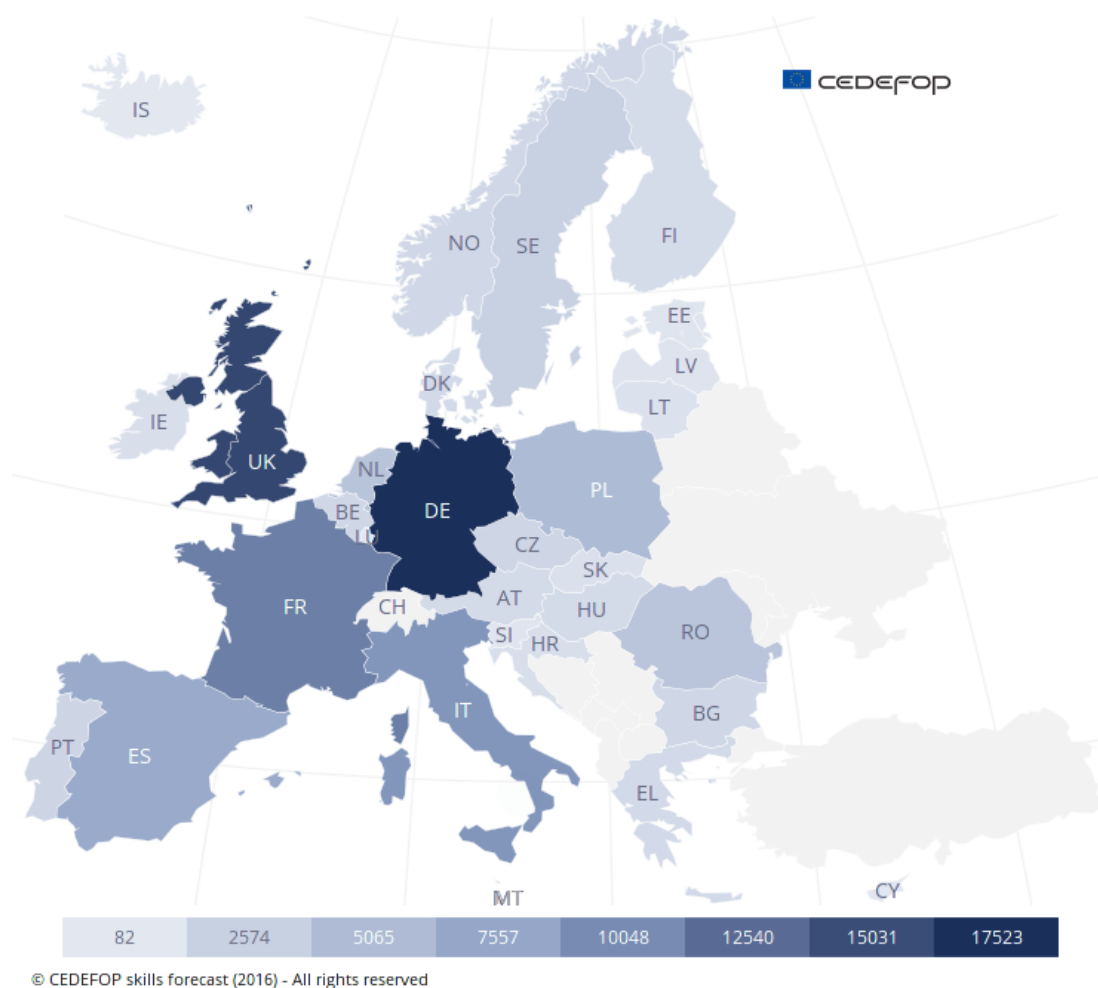 CEDEFOP
IS
NO
SE
FI
EE
LV
DK
LT
IE
UK
NL
PL
DE
BE
LU
CZ
SK
AT
CH
FR
HU
RO
SI
HR
IT
BG
PT
ES
EL
CY
MT
82 2574 5065 7557 10048 12540 15031 17523
© CEDEFOP skills forecast (2016) - All rights reserved